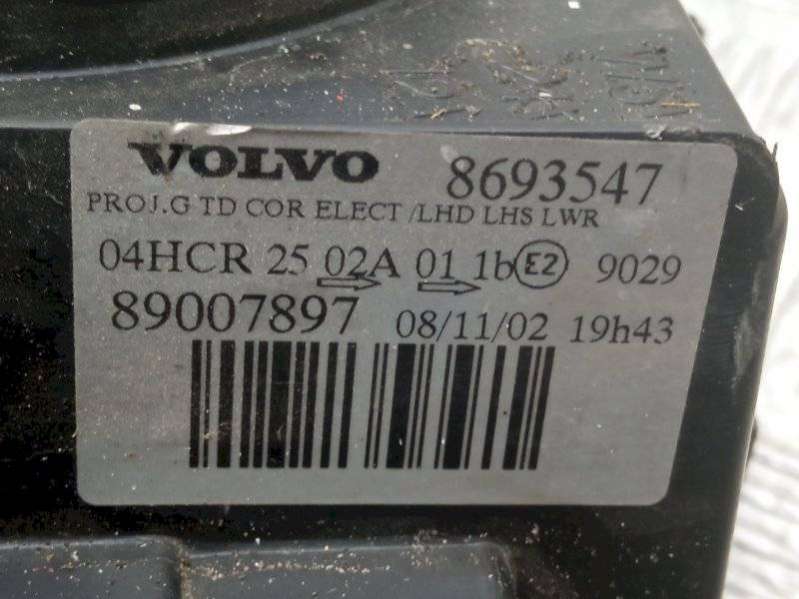 VOLVO 8693547
PROJ.G TD COR ELECT /LHD LHS LWR
04HCR 25 02A 01 1b E2 9029
89007897 08/11/02 19h43